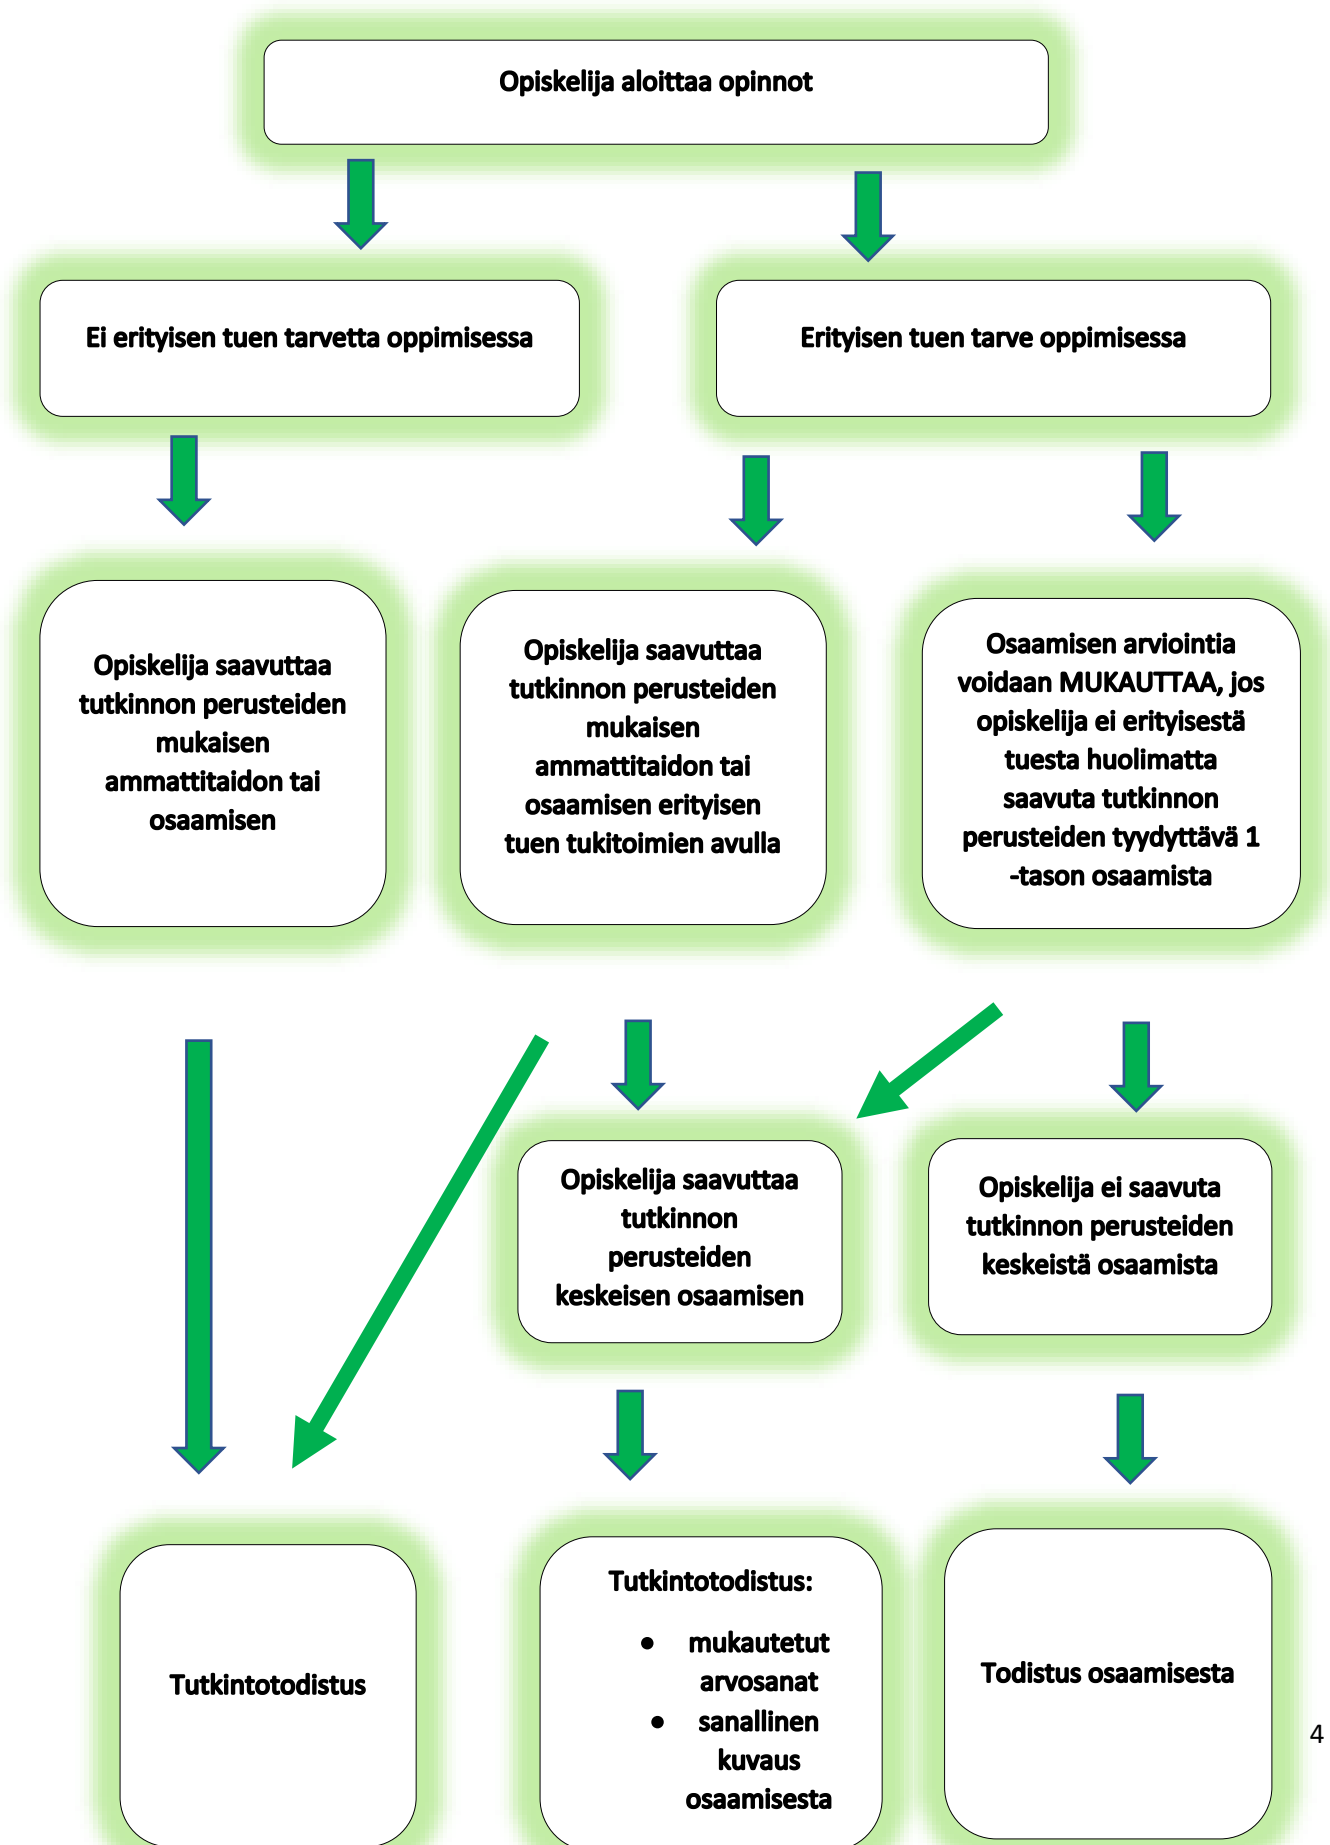 Opiskelija aloittaa opinnot
Ei erityisen tuen tarvetta oppimisessa
Erityisen tuen tarve oppimisessa
Opiskelija saavuttaa
tutkinnon perusteiden
mukaisen
ammattitaidon tai
osaamisen
Opiskelija saavuttaa
tutkinnon perusteiden
mukaisen
ammattitaidon tai
osaamisen erityisen
tuen tukitoimien avulla
Osaamisen arviointia
voidaan MUKAUTTAA, jos
opiskelija ei erityisestä
tuesta huolimatta
saavuta tutkinnon
perusteiden tyydyttävä 1
-tason osaamista
Opiskelija saavuttaa
tutkinnon
perusteiden
keskeisen osaamisen
Opiskelija ei saavuta
tutkinnon perusteiden
keskeistä osaamista
Tutkintotodistus
Tutkintotodistus:
● mukautetut
arvosanat
● sanallinen
kuvaus
osaamisesta
Todistus osaamisesta
4